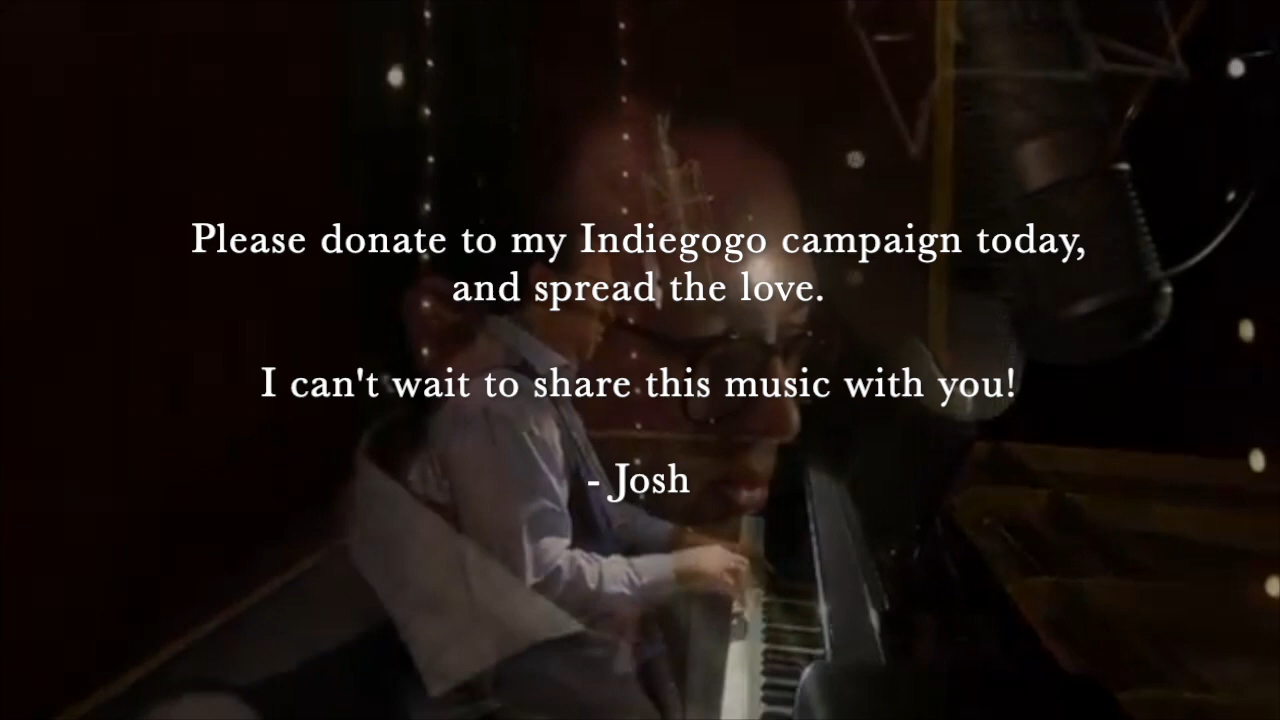 Please donate to my Indiegogo campaign today,
and spread the love.
I can't wait to share this music with you!
- Josh